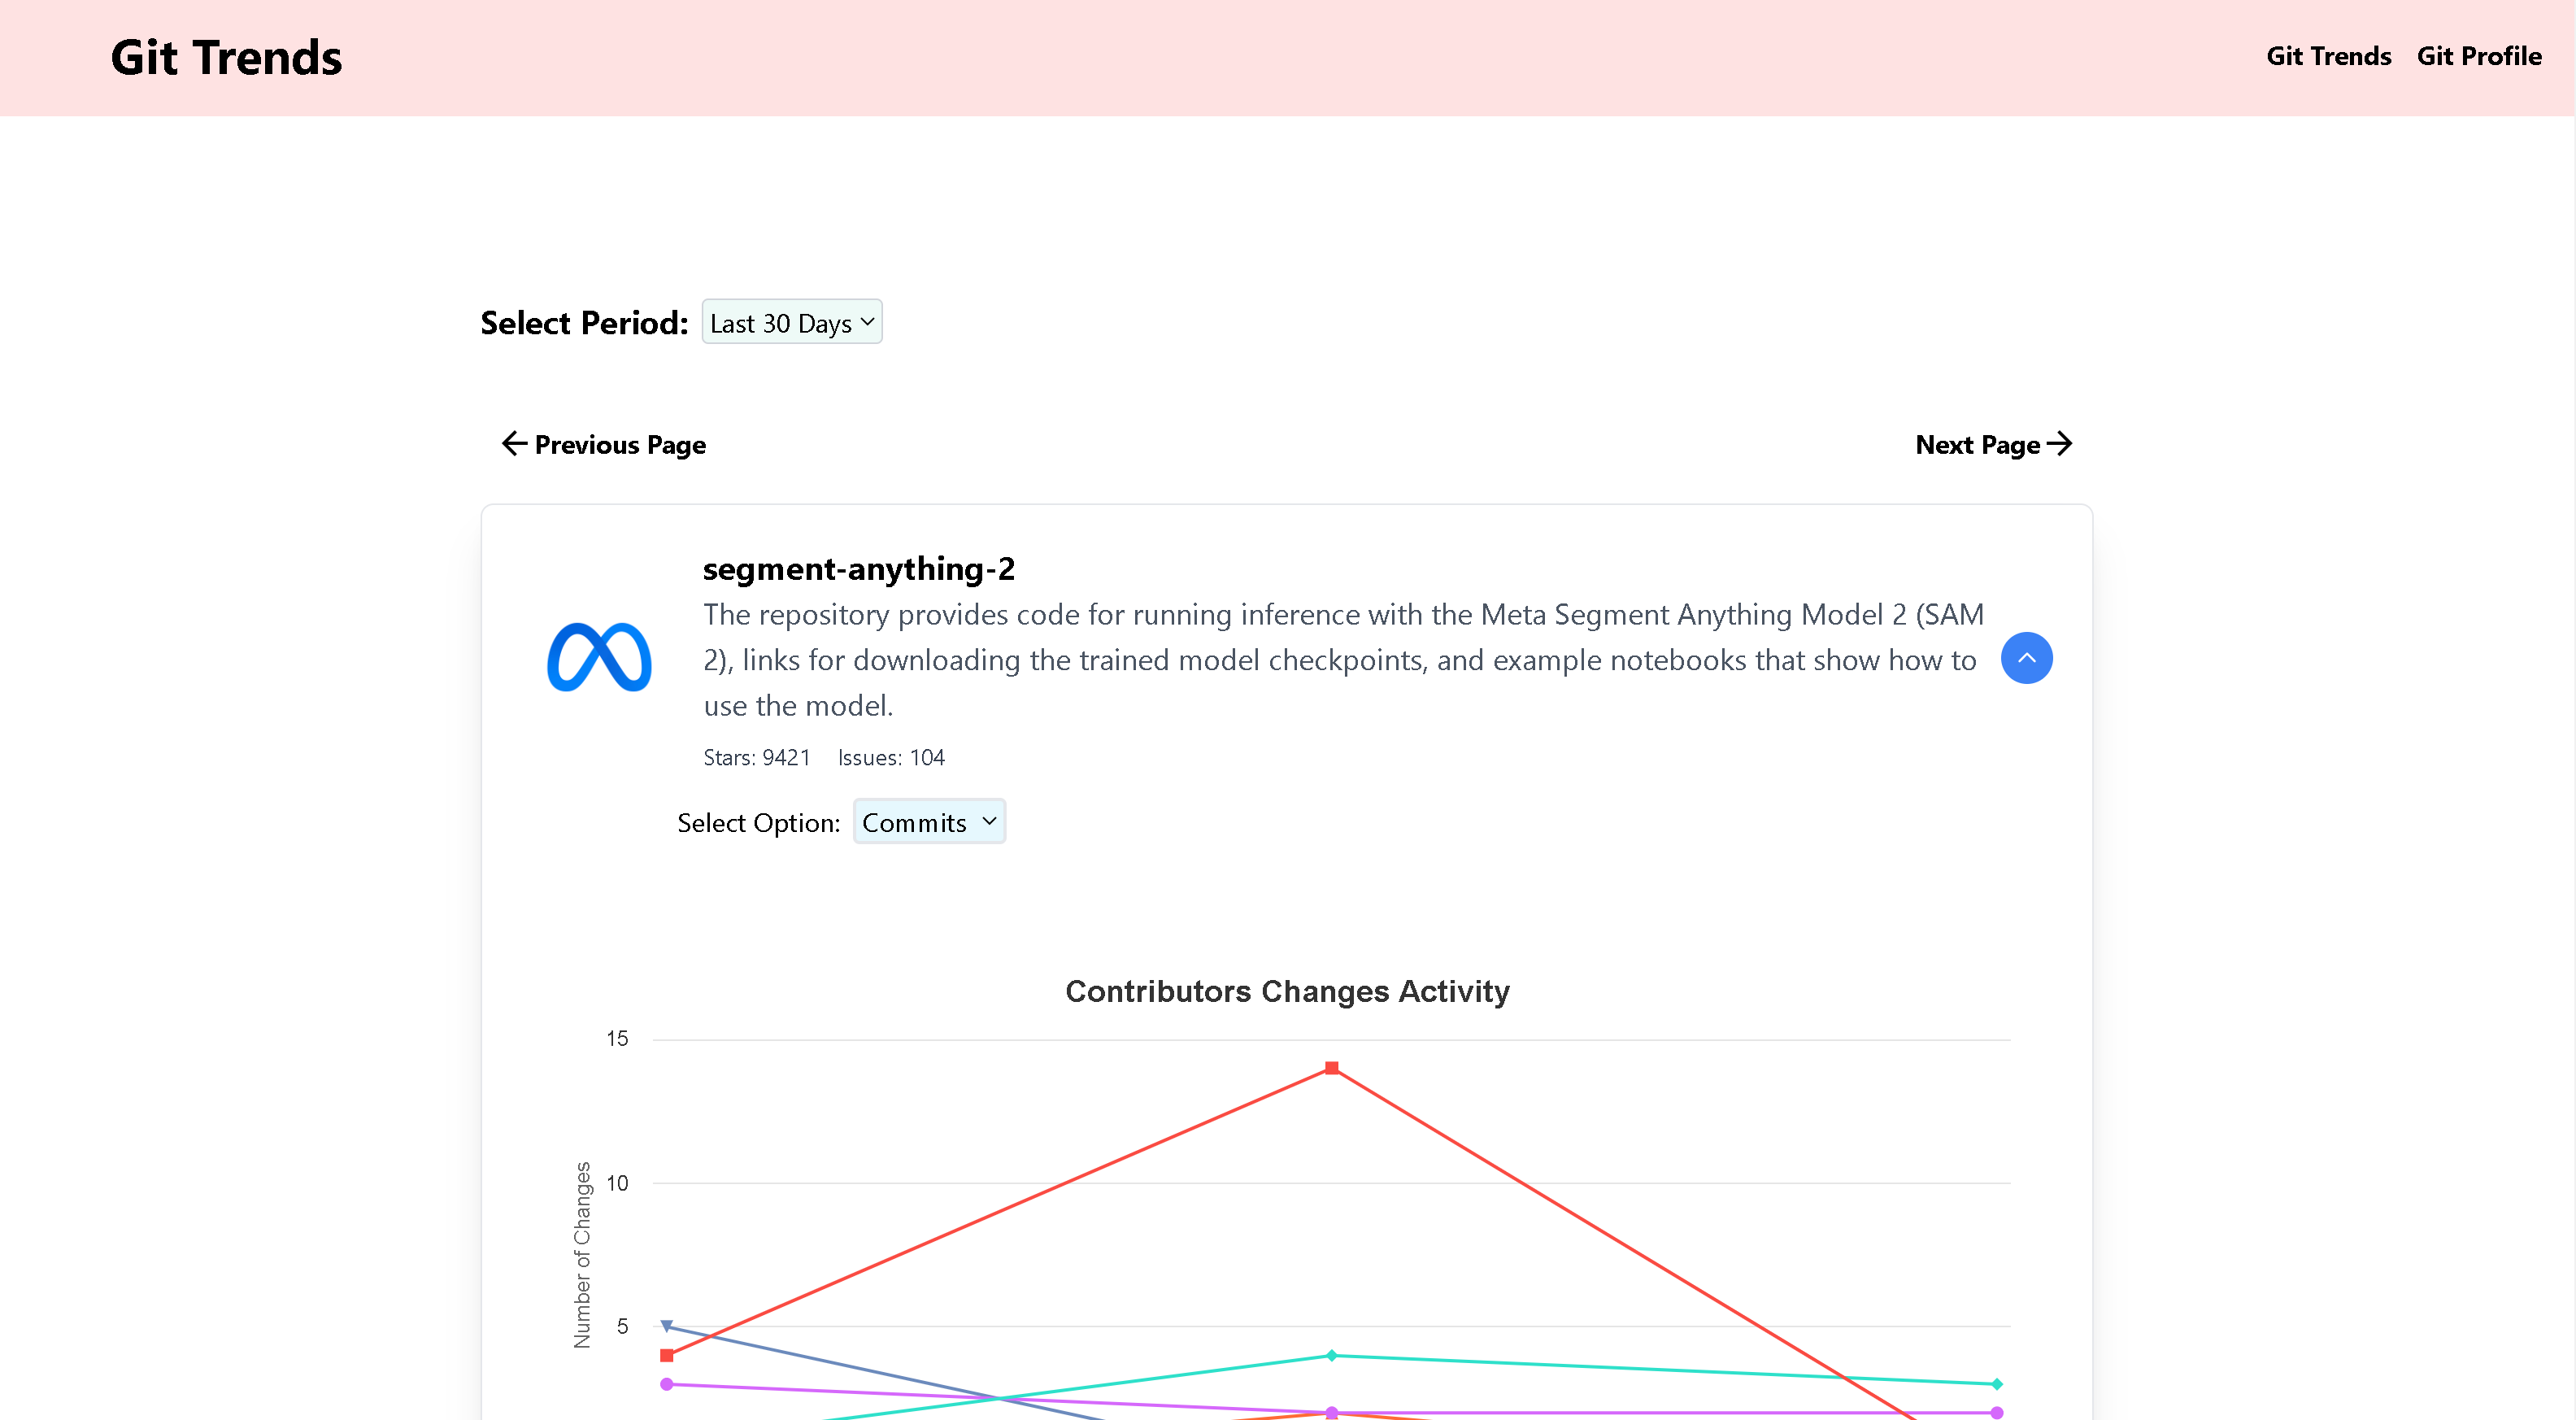 Git Trends
Git Trends Git Profile
Select Period: Last 30 Days
Previous Page
Next Page
segment-anything-2
The repository provides code for running inference with the Meta Segment Anything Model 2 (SAM
2), links for downloading the trained model checkpoints, and example notebooks that show how to
use the model.
Stars: 9421 Issues: 104
Select Option: Commits
Contributors Changes Activity
15
10
5
Number of Changes